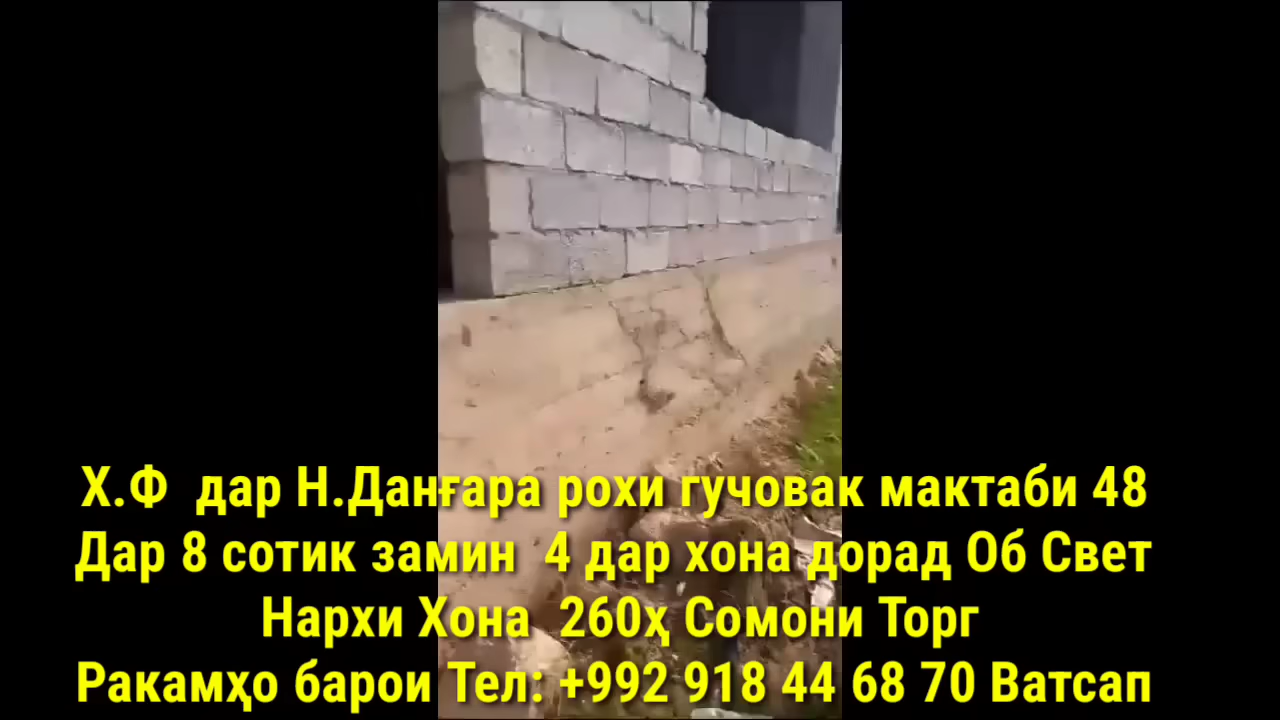 Х.Ф дар Н.Данғара рохи гучовак мактаби 48
Дар 8 сотик замин 4 дар хона дорад Об Свет
Нархи Хона 260ҳ Сомони Торг
Ракамҳо барои Тел: +992 918 44 68 70 Ватсап